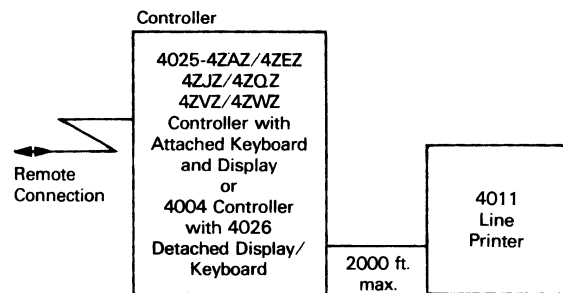 Controller
4025-4ZAZ/4ZEZ
4ZJZ/4ZQZ
4ZVZ/4ZWZ
Controller with
Attached Keyboard
and Display
or
4004 Controller
with 4026
Detached Display/
Keyboard
Remote
Connection
2000 ft.
max.
4011
Line
Printer